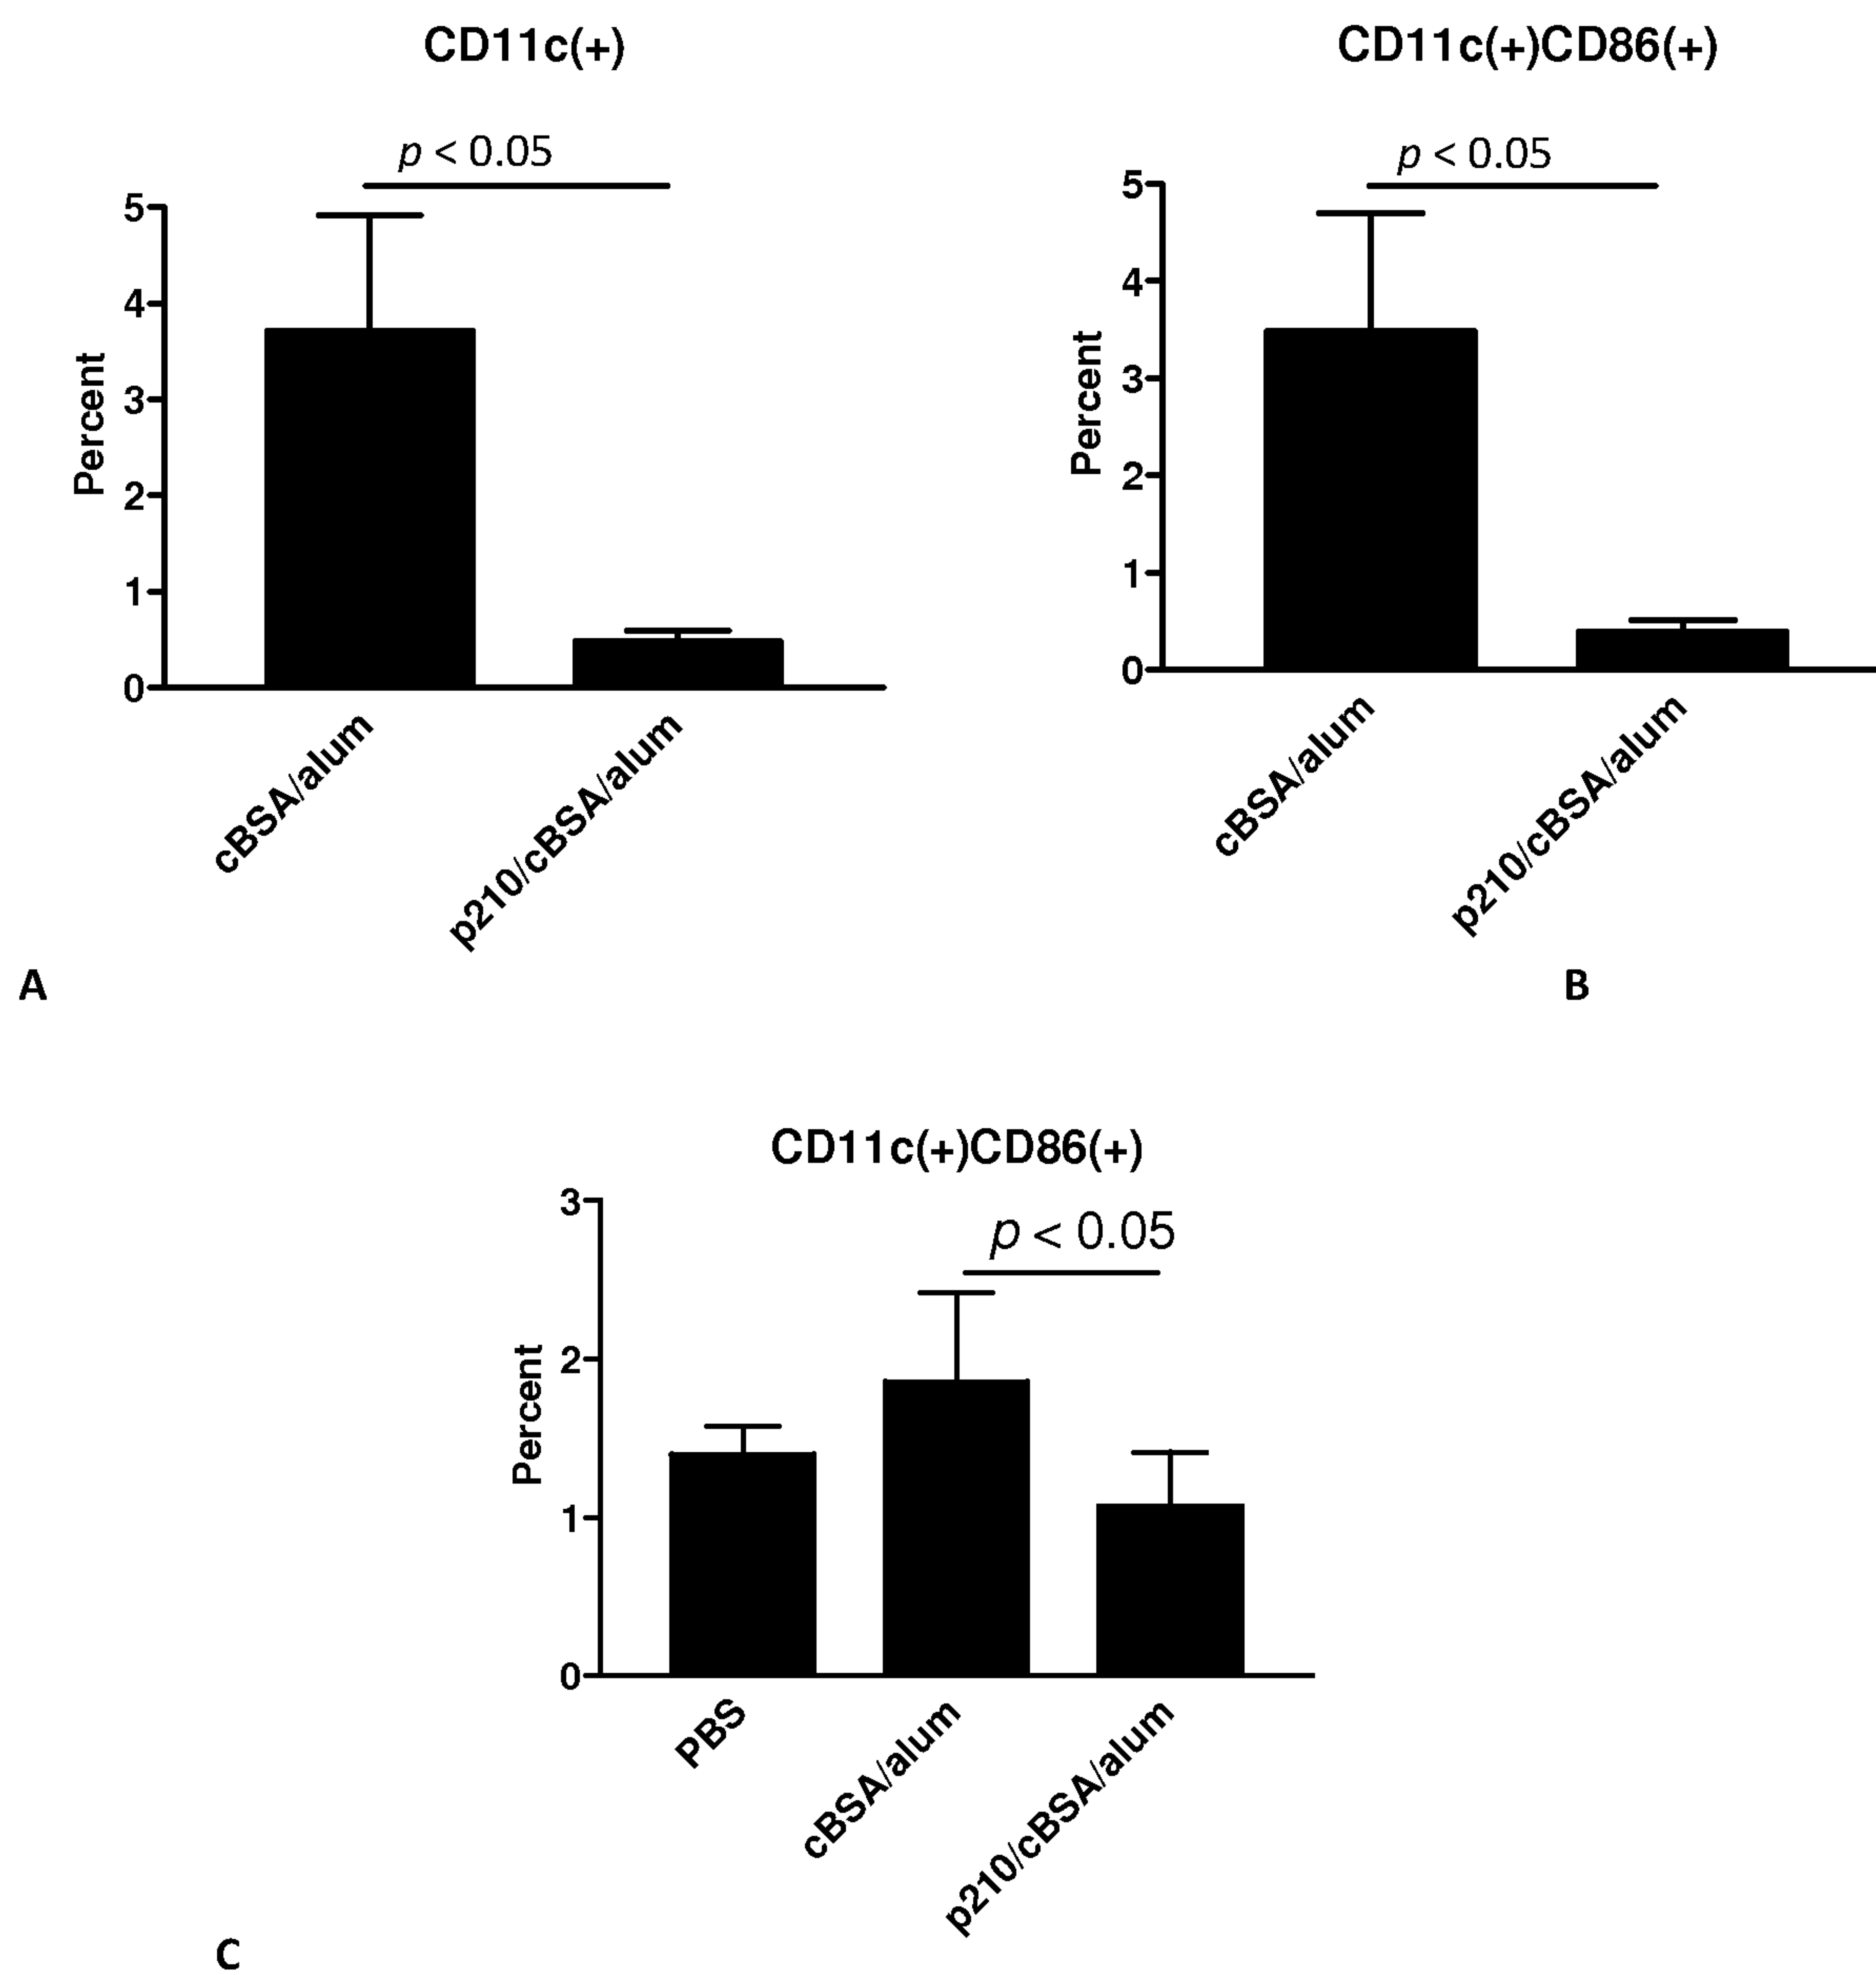 CD11c(+)
p < 0.05
5
4
3
2
1
0
Percent
cBSA/alum
p210/cBSA/alum
A
CD11c(+)CD86(+)
p < 0.05
5
4
3
2
1
0
Percent
cBSA/alum
p210/cBSA/alum
B
CD11c(+)CD86(+)
p < 0.05
3
2
1
0
Percent
PBS
cBSA/alum
p210/cBSA/alum
C